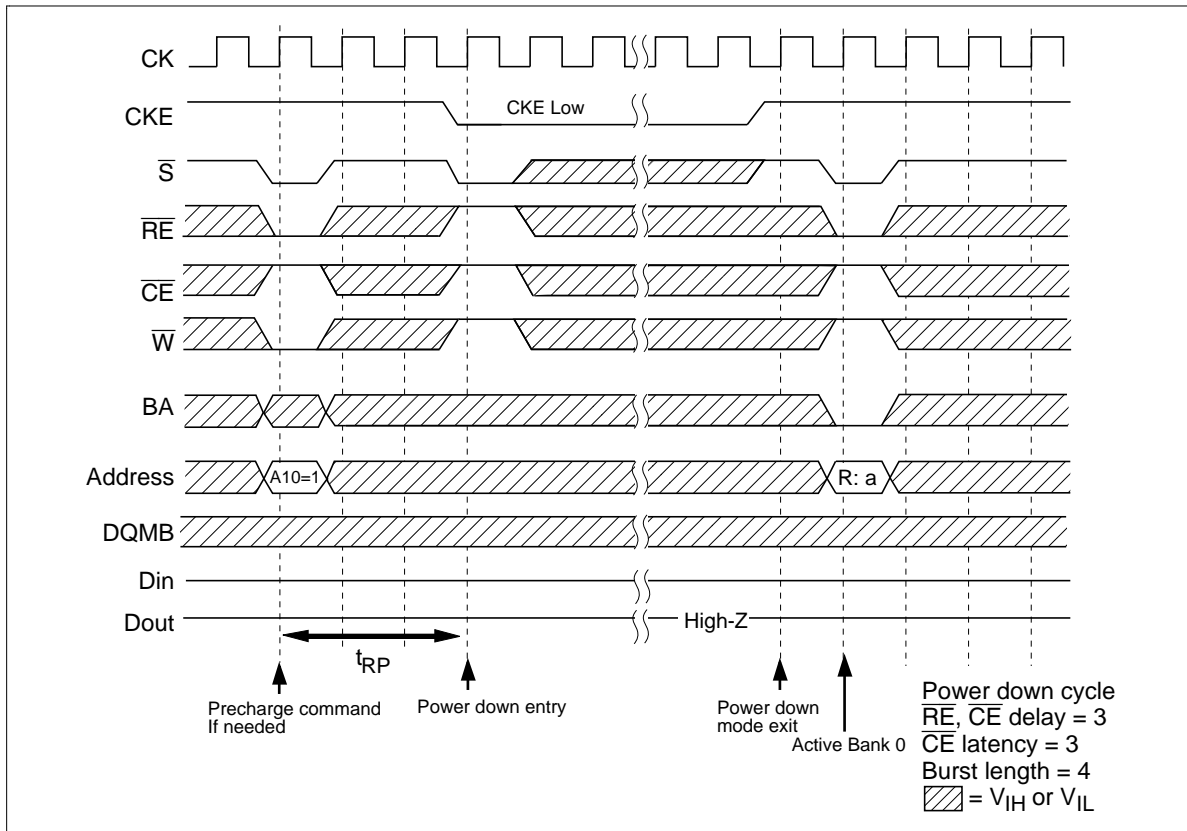 CK
CKE
CKE Low
S
RE
CE
W
BA
Address
A10=1
R: a
DQMB
Din
Dout
High-Z
tRP
Precharge command
If needed
Power down entry
Power down
mode exit
Active Bank 0
Power down cycle
RE, CE delay = 3
CE latency = 3
Burst length = 4
= VIH or VIL